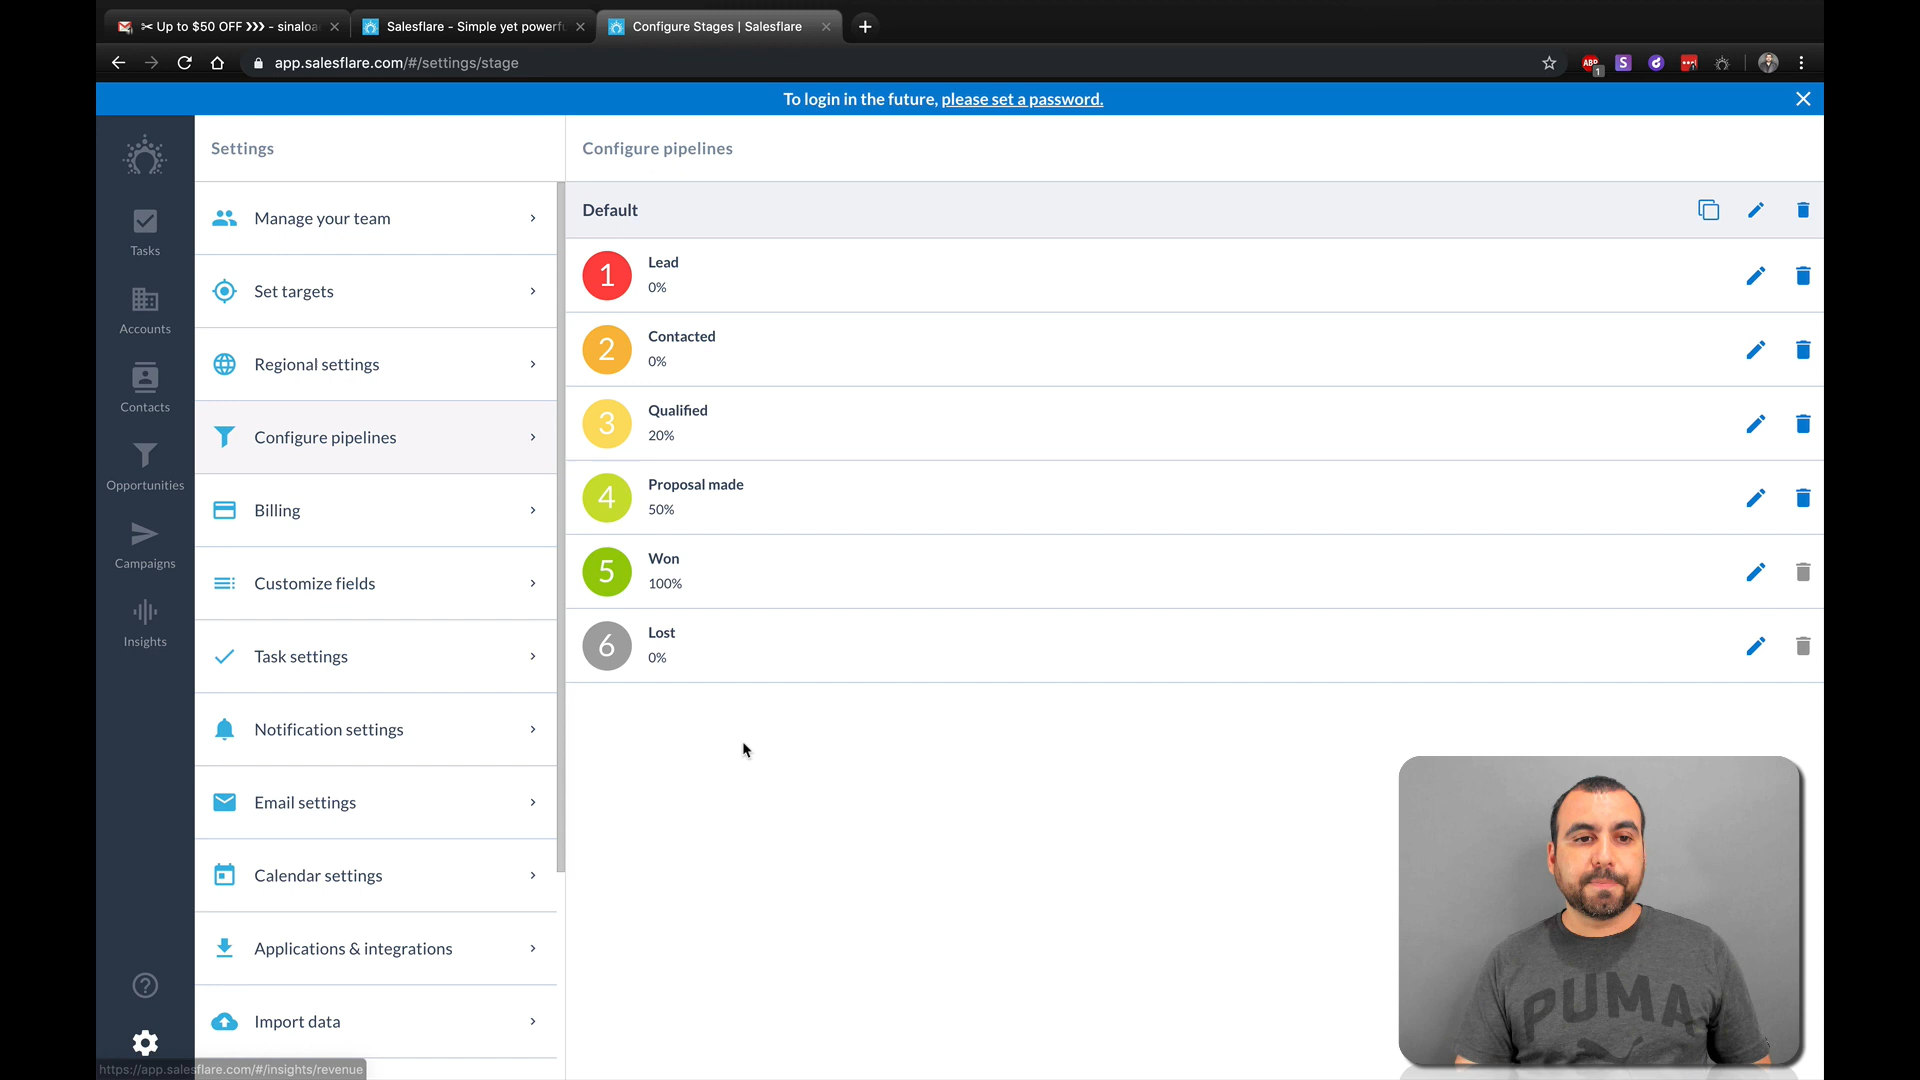 ✂ Up to $50 OFF ❯❯❯ - sinaloa
Salesflare - Simple yet powerfu
Configure Stages | Salesflare
app.salesflare.com/#/settings/stage
ABP
1
S
To login in the future, please set a password.
Settings
Configure pipelines
Tasks
Accounts
Contacts
Opportunities
Campaigns
Insights
Manage your team
Set targets
Regional settings
Configure pipelines
Billing
Customize fields
Task settings
Notification settings
Email settings
Calendar settings
Applications & integrations
Import data
Default
1
Lead
0%
2
Contacted
0%
3
Qualified
20%
4
Proposal made
50%
5
Won
100%
6
Lost
0%
PUMA
https://app.salesflare.com/#/insights/revenue